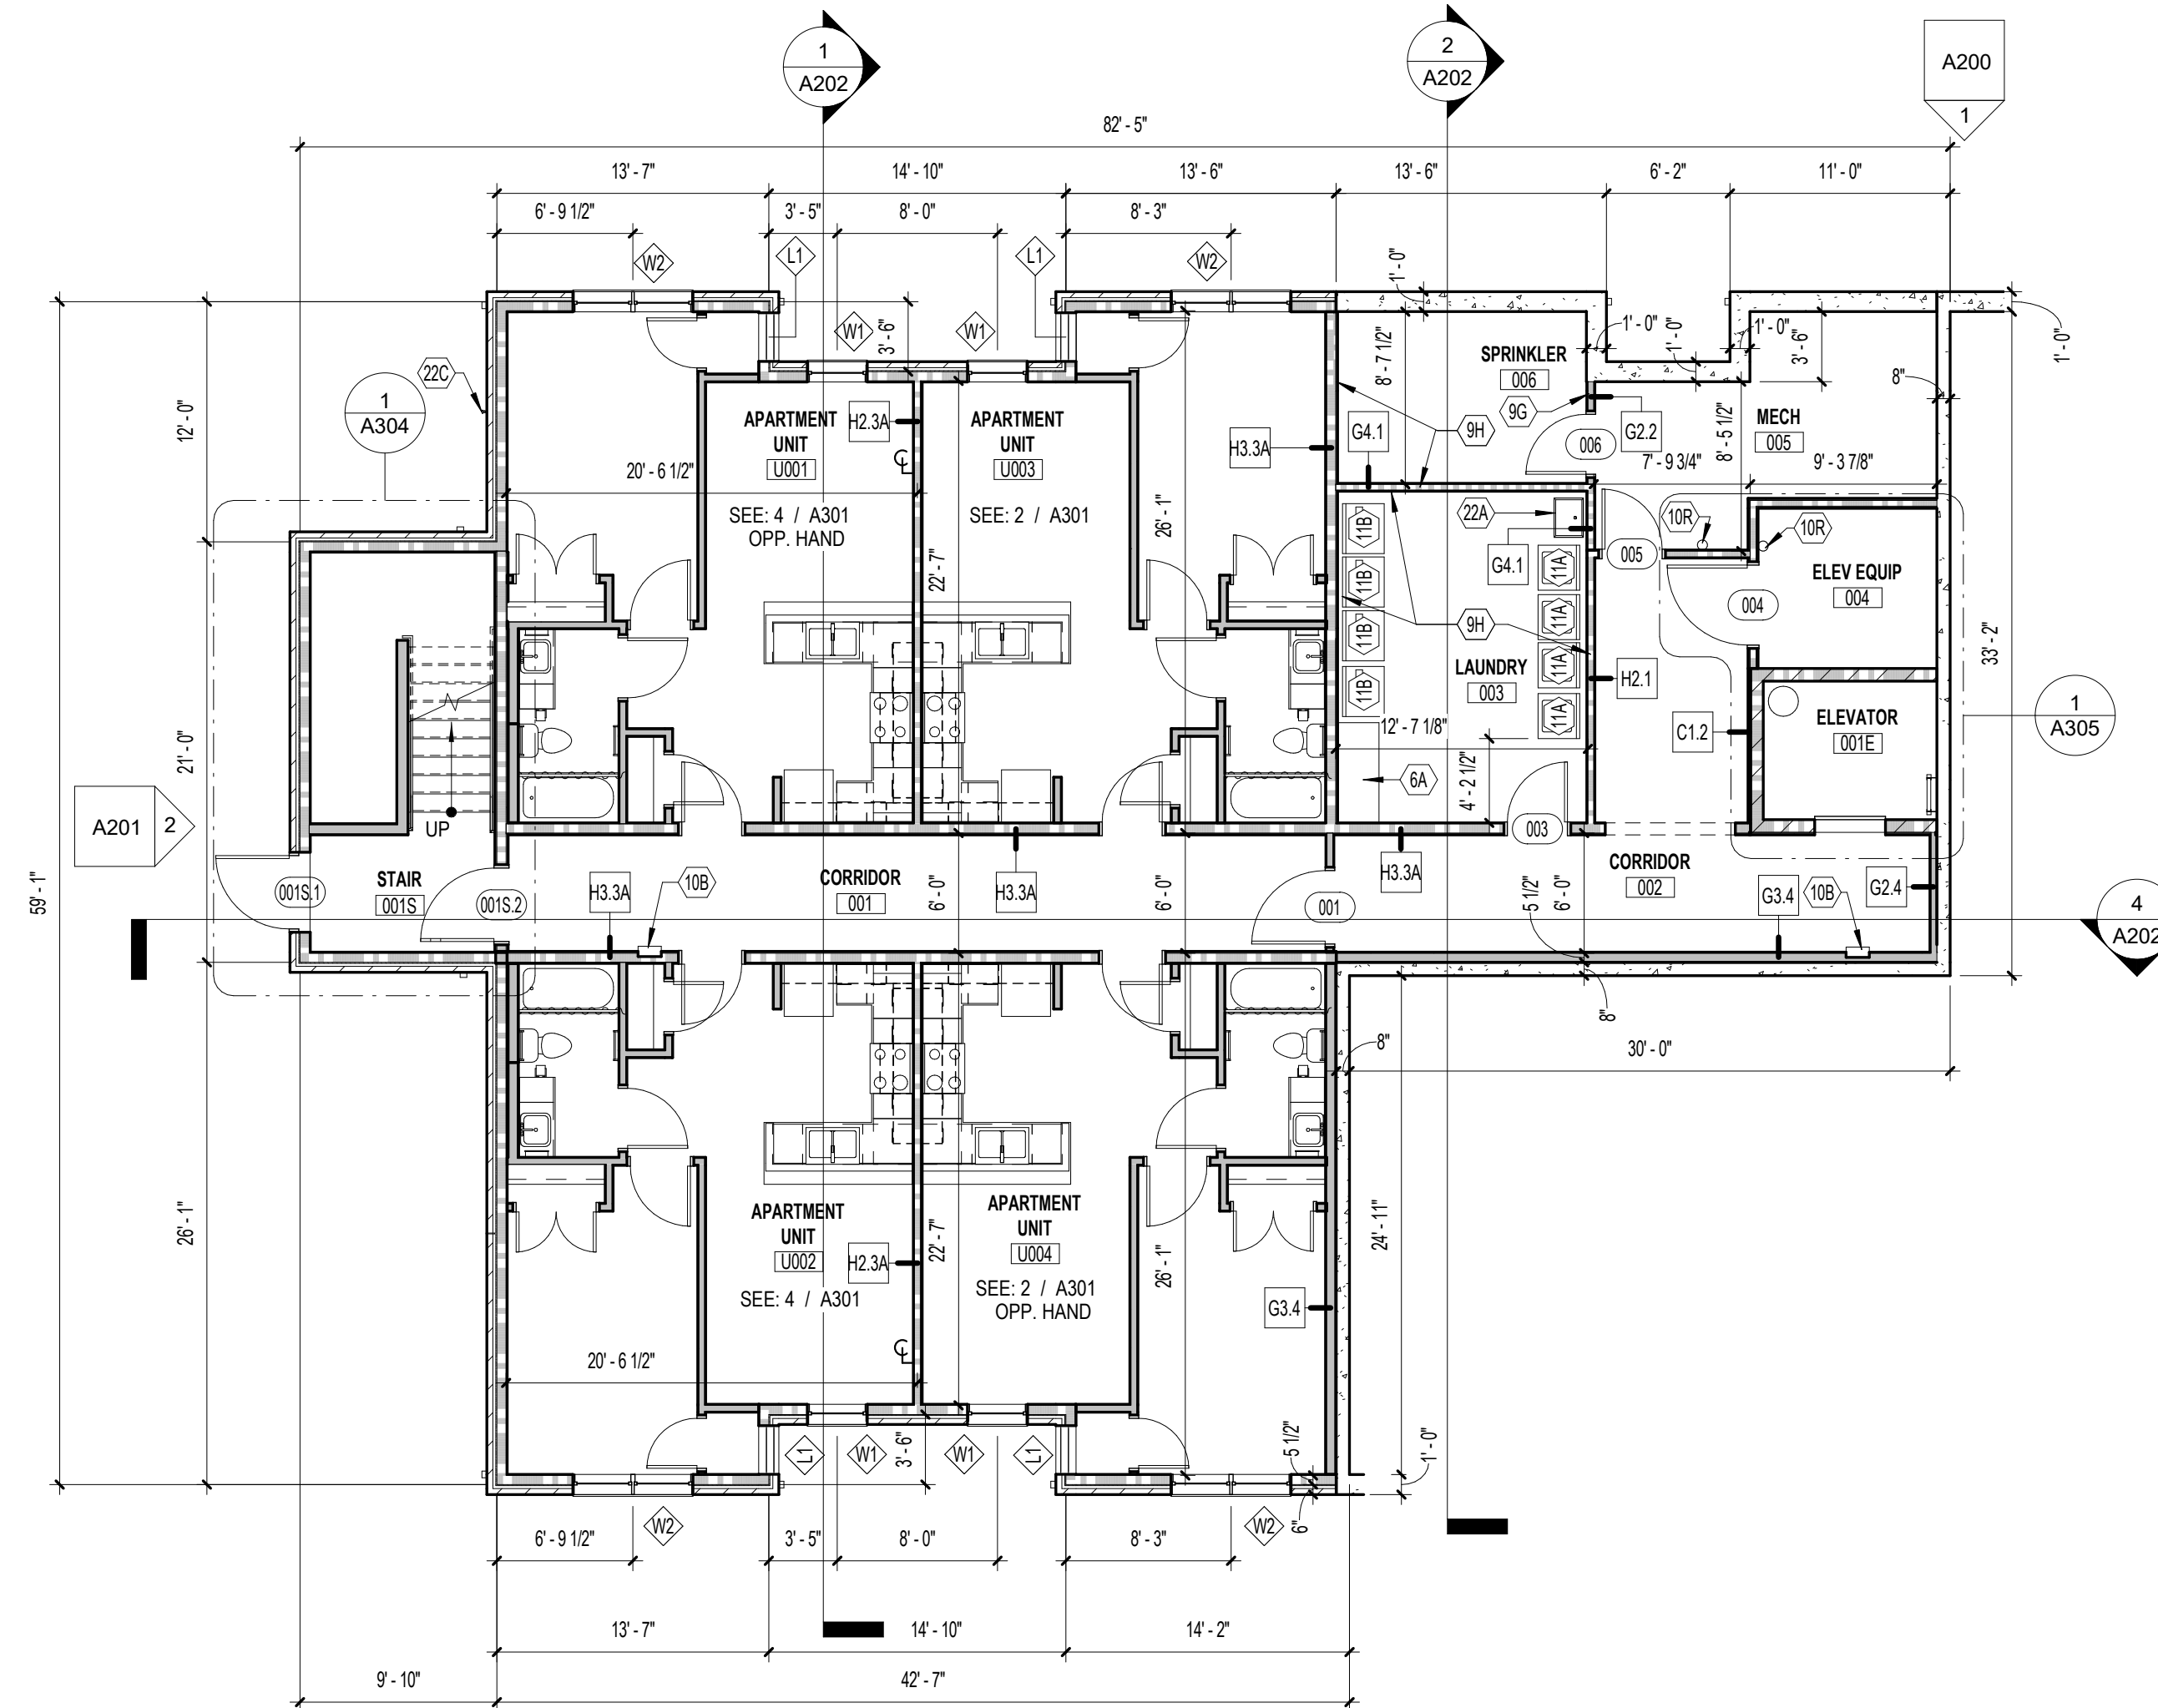 1
A202
2
A202
A200
1
82' - 5"
13' - 7"
14' - 10"
13' - 6"
13' - 6"
6' - 2"
11' - 0"
6' - 9 1/2"
3' - 5"
8' - 0"
8' - 3"
W2
L1
L1
W2
1' - 0"
W1
W1
3' - 6"
1' - 0"
1' - 0"
1' - 0"
3' - 6"
1' - 0"
SPRINKLER
006
8' - 7 1/2"
22C
1
A304
12' - 0"
8"
APARTMENT
UNIT
U001
H2.3A
APARTMENT
UNIT
U003
H3.3A
G4.1
9H
9G
006
G2.2
MECH
005
8' - 5 1/2"
7' - 9 3/4"
9' - 3 7/8"
20' - 6 1/2"
CL
SEE: 4 / A301
OPP. HAND
SEE: 2 / A301
26' - 1"
22' - 7"
11B
11B
11B
11B
22A
G4.1
11A
11A
11A
11A
10R
10R
005
ELEV EQUIP
004
004
9H
LAUNDRY
003
H2.1
33' - 2"
C1.2
ELEVATOR
001E
1
A305
12' - 7 1/8"
6A
4' - 2 1/2"
21' - 0"
A201
2
UP
003
59' - 1"
001S.1
STAIR
001S
001S.2
H3.3A
10B
CORRIDOR
001
6' - 0"
H3.3A
6' - 0"
001
H3.3A
5 1/2"
6' - 0"
CORRIDOR
002
G3.4
10B
G2.4
4
A202
8"
8"
30' - 0"
26' - 1"
APARTMENT
UNIT
U002
H2.3A
22' - 7"
APARTMENT
UNIT
U004
SEE: 4 / A301
SEE: 2 / A301
OPP. HAND
26' - 1"
G3.4
24' - 11"
CL
20' - 6 1/2"
L1
W1
3' - 6"
W1
L1
5 1/2"
1' - 0"
6"
W2
W2
6' - 9 1/2"
3' - 5"
8' - 0"
8' - 3"
13' - 7"
14' - 10"
14' - 2"
9' - 10"
42' - 7"